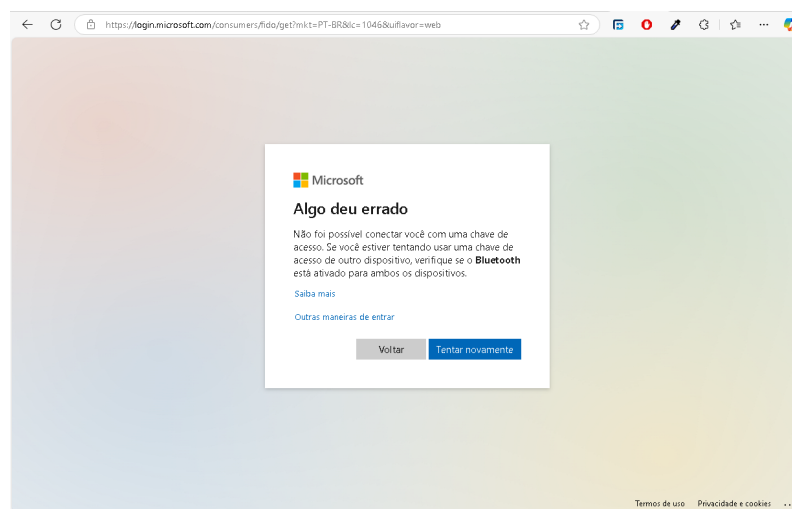 https://login.microsoft.com/consumers/fido/get?mkt=PT-BR&lc=1046&uiflavor=web
Microsoft
Algo deu errado
Não foi possível conectar você com uma chave de
acesso. Se você estiver tentando usar uma chave de
acesso de outro dispositivo, verifique se o Bluetooth
está ativado para ambos os dispositivos.
Saiba mais
Outras maneiras de entrar
Voltar
Tentar novamente
Termos de uso Privacidade e cookies ..